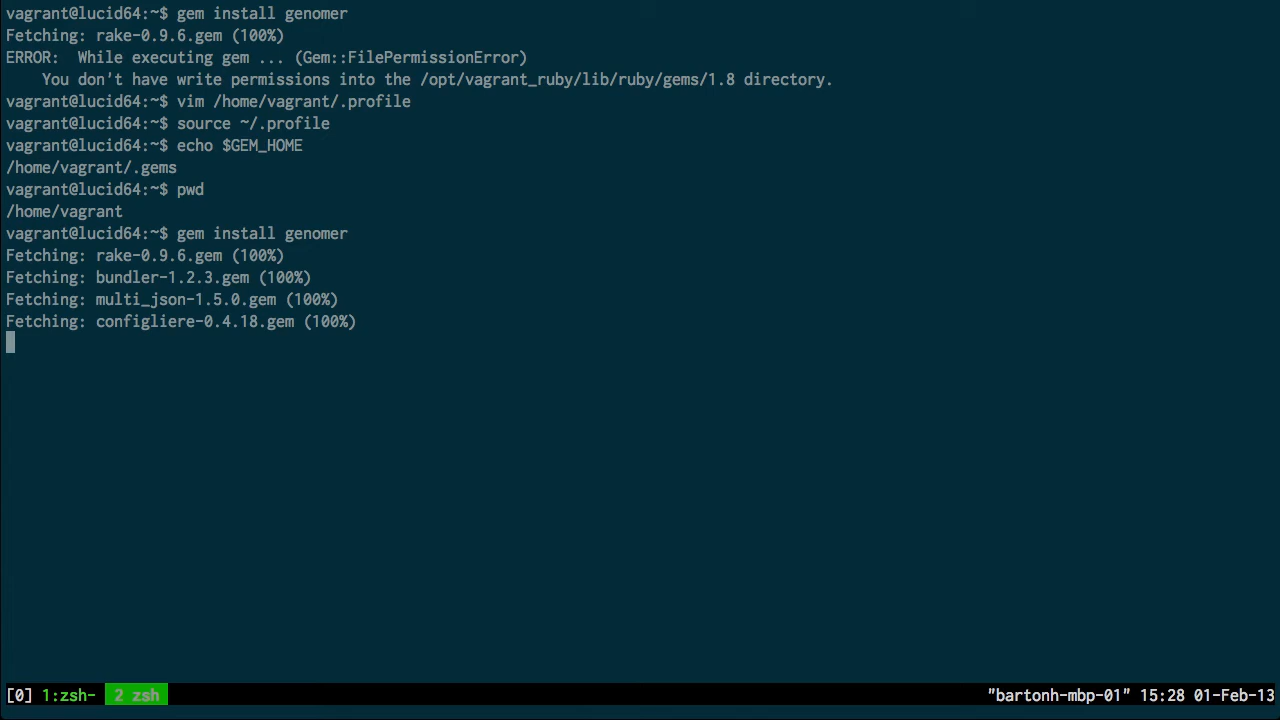 vagrant@lucid64:~$ gem install genomer
Fetching: rake-0.9.6.gem (100%)
ERROR:  While executing gem ... (Gem::FilePermissionError)
    You don't have write permissions into the /opt/vagrant_ruby/lib/ruby/gems/1.8 directory.
vagrant@lucid64:~$ vim /home/vagrant/.profile
vagrant@lucid64:~$ source ~/.profile
vagrant@lucid64:~$ echo $GEM_HOME
/home/vagrant/.gems
vagrant@lucid64:~$ pwd
/home/vagrant
vagrant@lucid64:~$ gem install genomer
Fetching: rake-0.9.6.gem (100%)
Fetching: bundler-1.2.3.gem (100%)
Fetching: multi_json-1.5.0.gem (100%)
Fetching: configliere-0.4.18.gem (100%)
[0] 1:zsh- 2 zsh "bartonh-mbp-01" 15:28 01-Feb-13